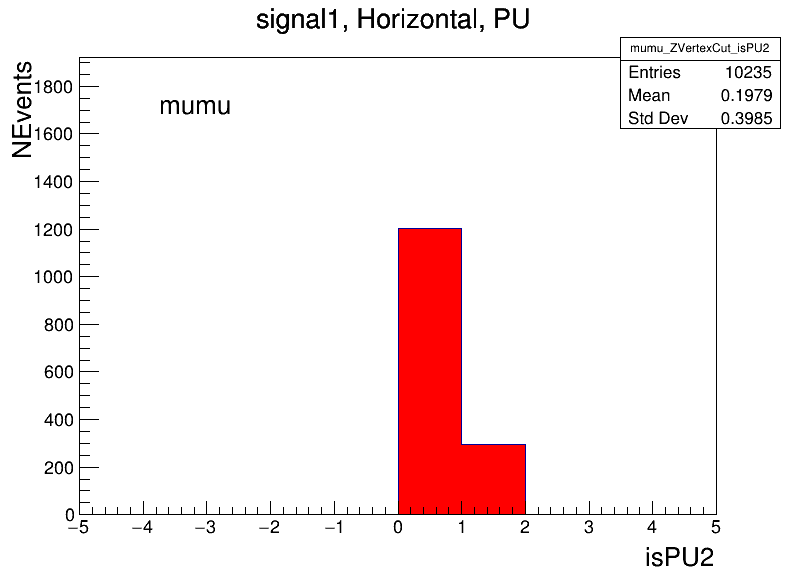 signal1, Horizontal, PU
mumu_ZVertexCut_isPU2
Entries 10235
Mean 0.1979
Std Dev 0.3985
NEvents
mumu
1800
1600
1400
1200
1000
800
600
400
200
0
−5 −4 −3 −2 −1 0 1 2 3 4 5
isPU2